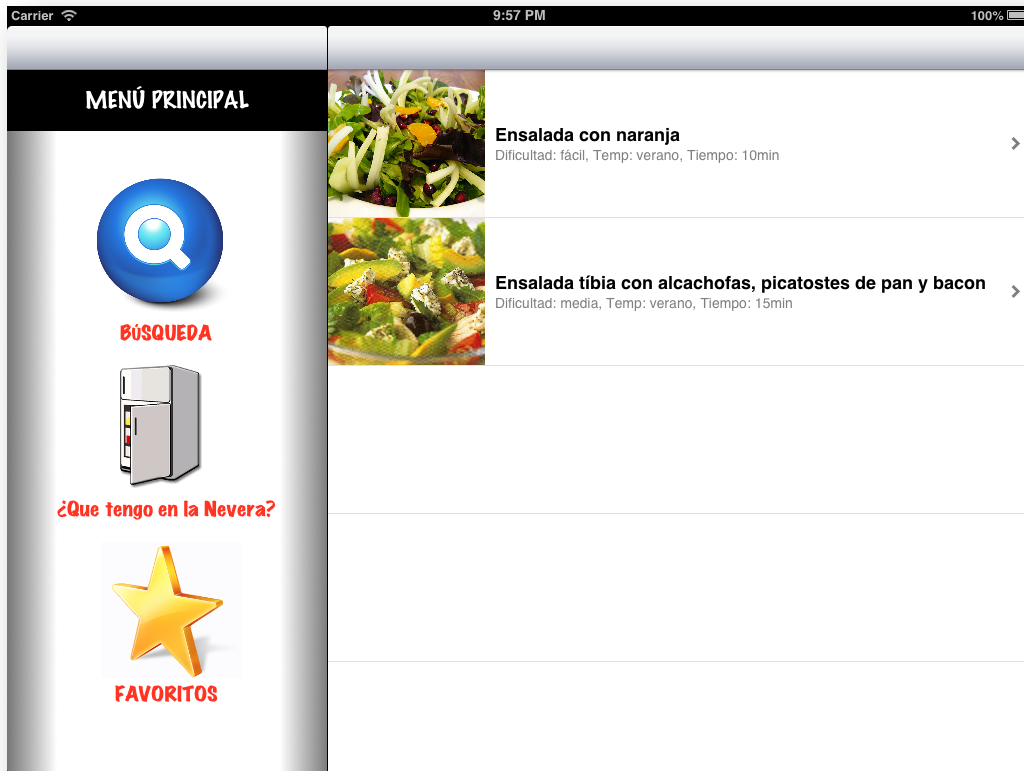 Carrier 9:57 PM 100%
MENÚ PRINCIPAL
BÚSQUEDA
¿Que tengo en la Nevera?
FAVORITOS
Ensalada con naranja
Dificultad: fácil, Temp: verano, Tiempo: 10min
Ensalada tíbia con alcachofas, picatostes de pan y bacon
Dificultad: media, Temp: verano, Tiempo: 15min